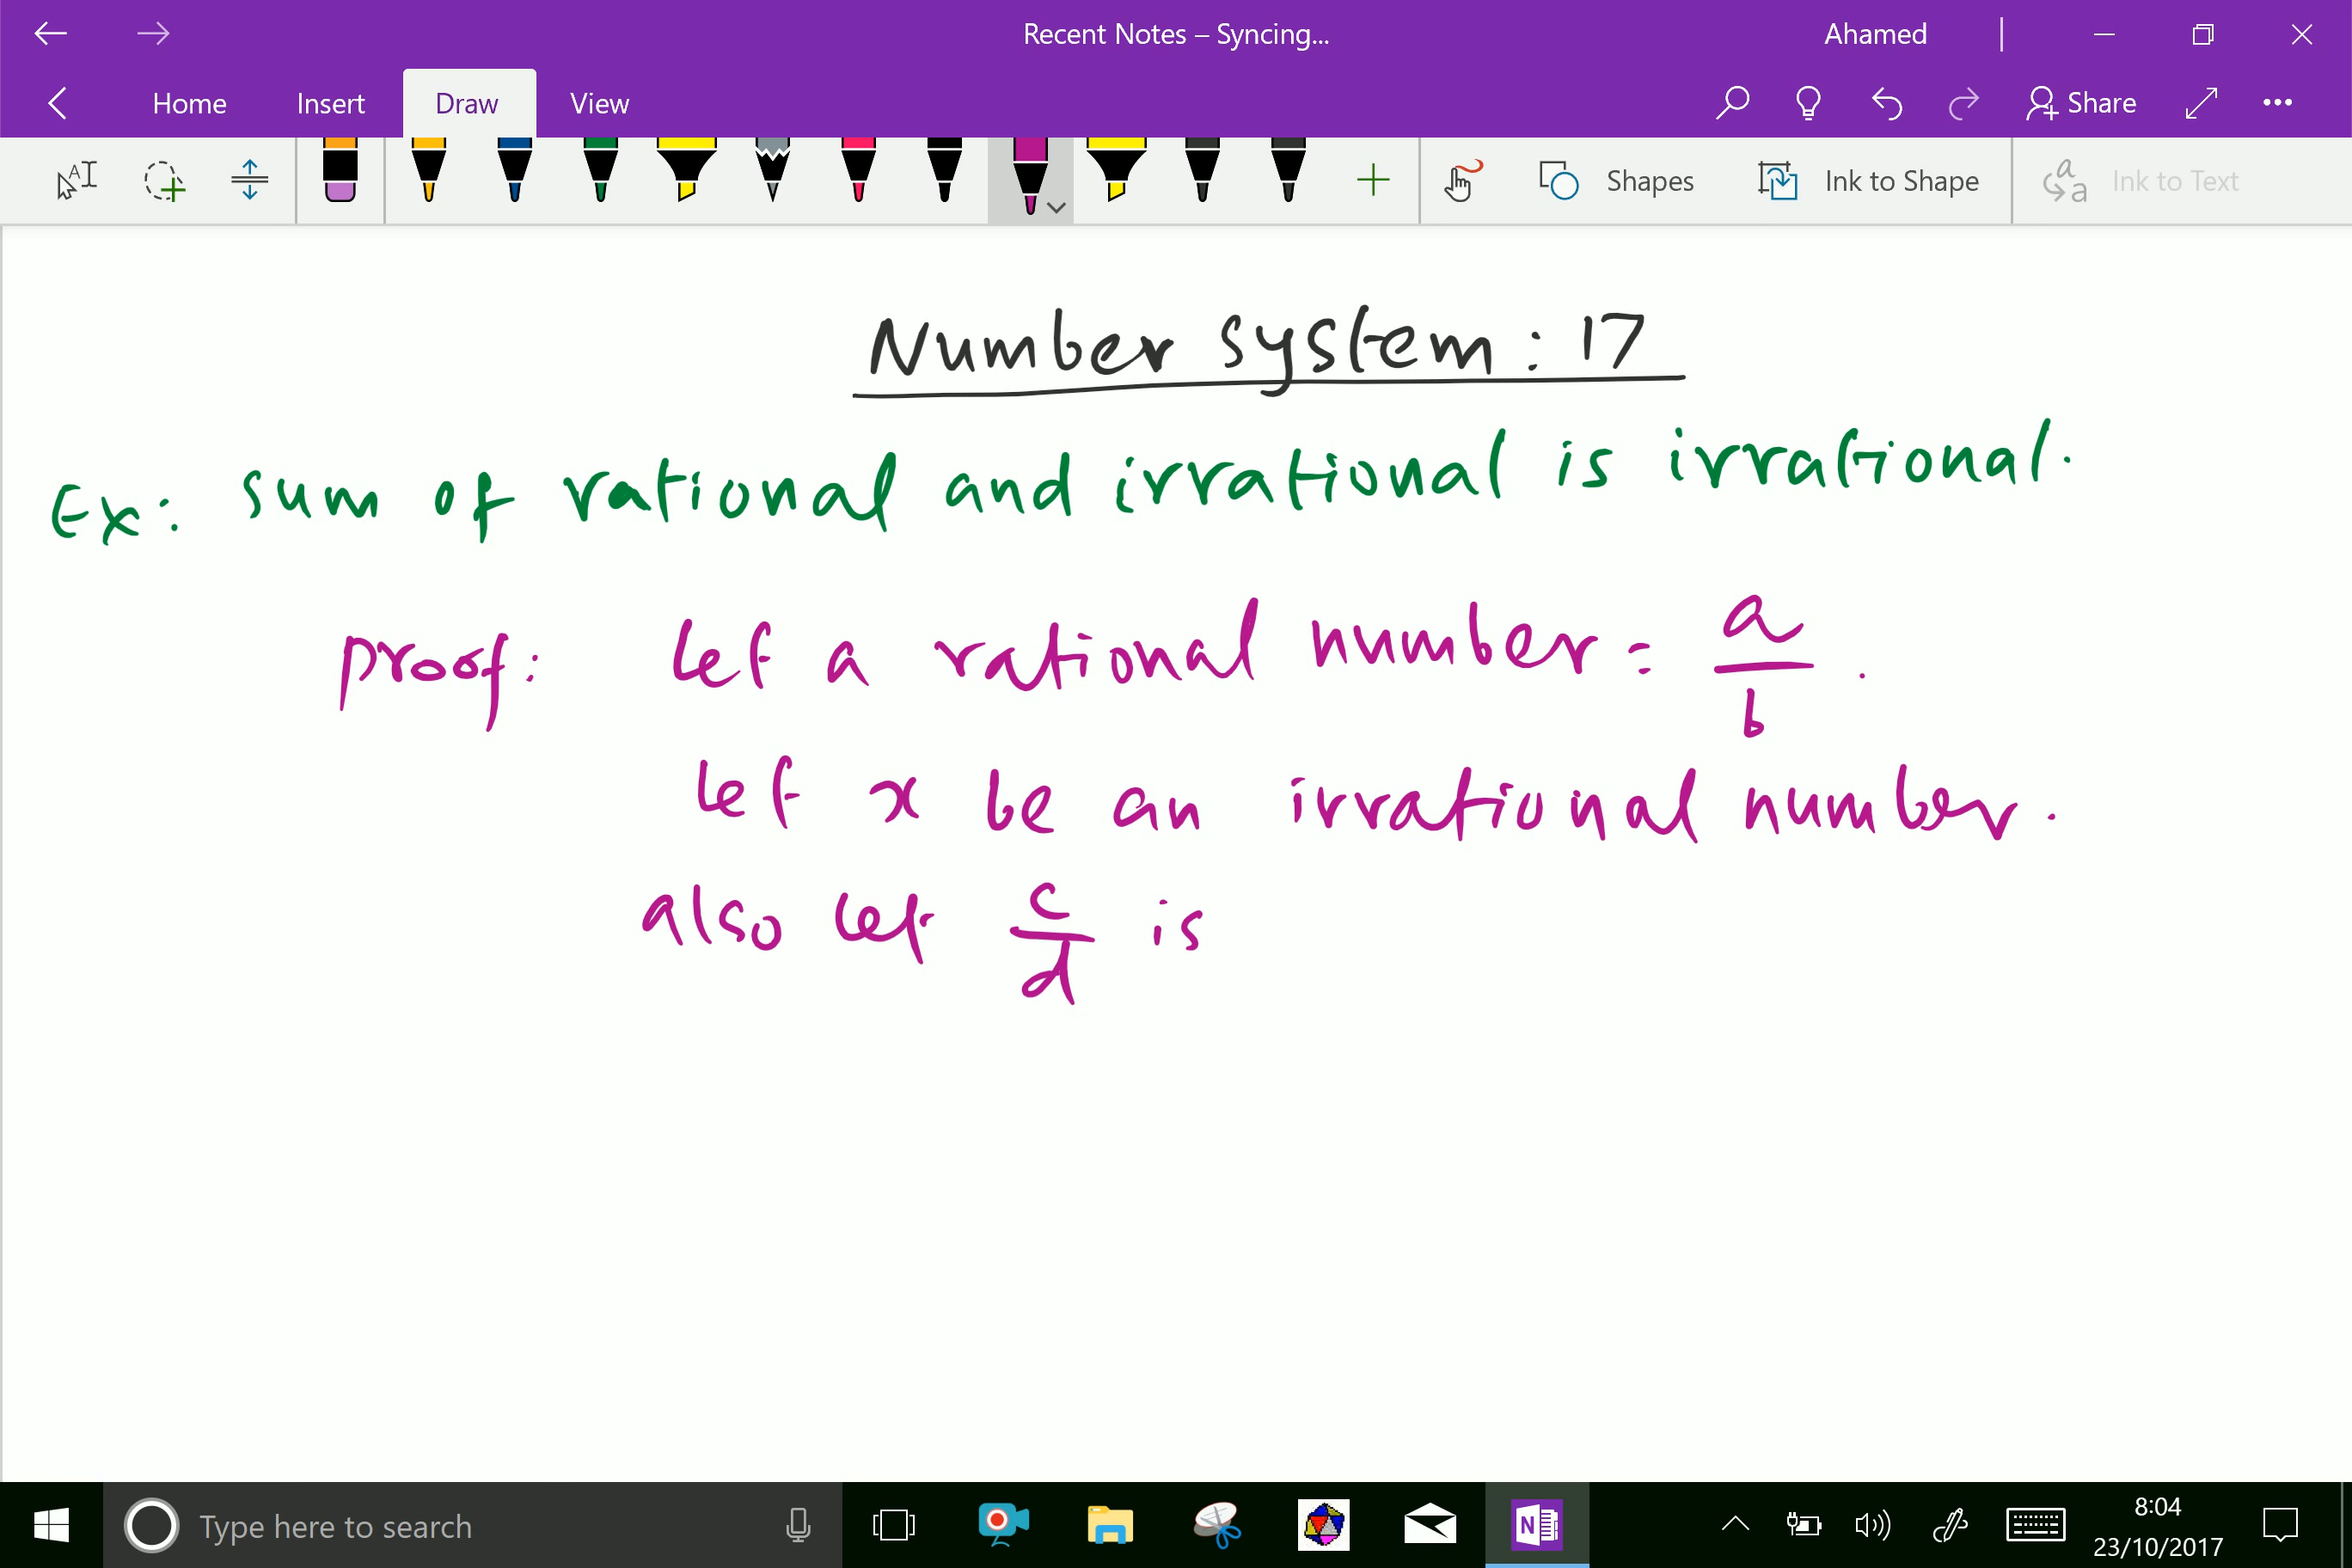 Recent Notes – Syncing...
Ahamed
Home Insert Draw View
Share
Shapes Ink to Shape Ink to Text
Number system : 17
Ex: sum of rational and irrational is irrational.
Proof: let a rational number = a/b .
let x be an irrational number.
also let c/d is
Type here to search
8:04
23/10/2017